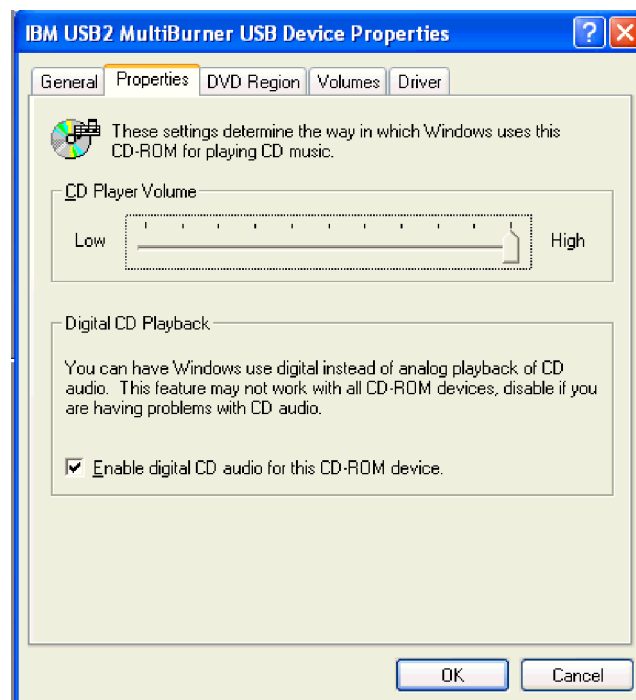 IBM USB2 MultiBurner USB Device Properties
General Properties DVD Region Volumes Driver
These settings determine the way in which Windows uses this
CD-ROM for playing CD music.
CD Player Volume
Low High
Digital CD Playback
You can have Windows use digital instead of analog playback of CD
audio. This feature may not work with all CD-ROM devices, disable if you
are having problems with CD audio.
Enable digital CD audio for this CD-ROM device.
OK Cancel